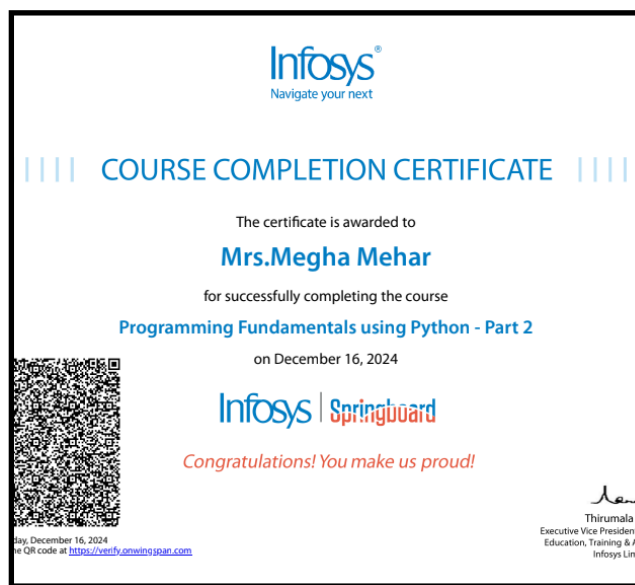 Infosys®
Navigate your next
COURSE COMPLETION CERTIFICATE
The certificate is awarded to
Mrs.Megha Mehar
for successfully completing the course
Programming Fundamentals using Python - Part 2
on December 16, 2024
Infosys | Springboard
Congratulations! You make us proud!
Thirumala
Executive Vice President
Education, Training & A
Infosys Lim
day, December 16, 2024
he QR code at https://verify.onwingspan.com